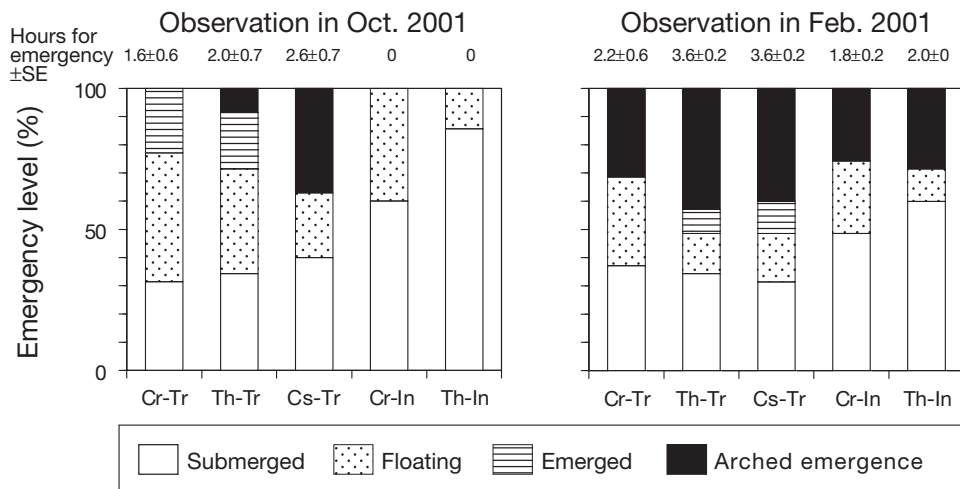 Observation in Oct. 2001
Observation in Feb. 2001
Hours for
emergency
±SE
1.6±0.6 2.0±0.7 2.6±0.7 0 0
2.2±0.6 3.6±0.2 3.6±0.2 1.8±0.2 2.0±0
Emergency level (%)
100
50
0
100
50
0
Cr-Tr Th-Tr Cs-Tr Cr-In Th-In
Cr-Tr Th-Tr Cs-Tr Cr-In Th-In
Submerged Floating Emerged Arched emergence